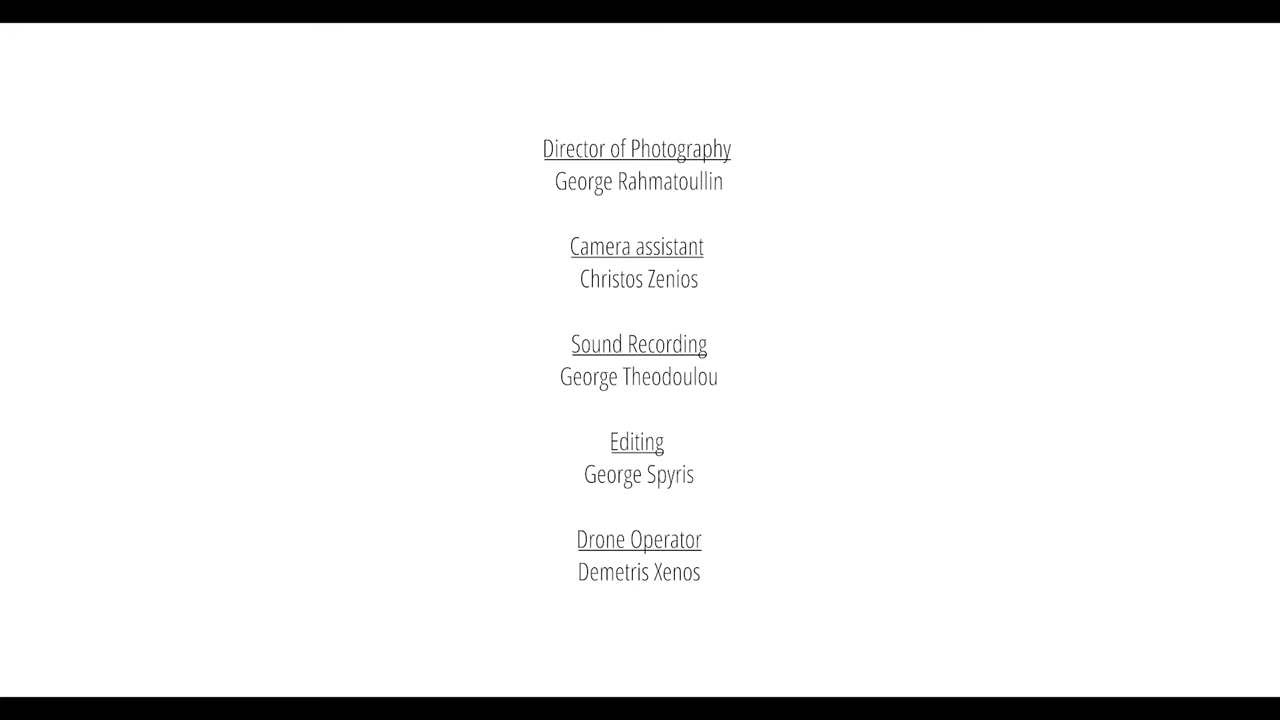 Director of Photography
George Rahmatoullin
Camera assistant
Christos Zenios
Sound Recording
George Theodoulou
Editing
George Spyris
Drone Operator
Demetris Xenos